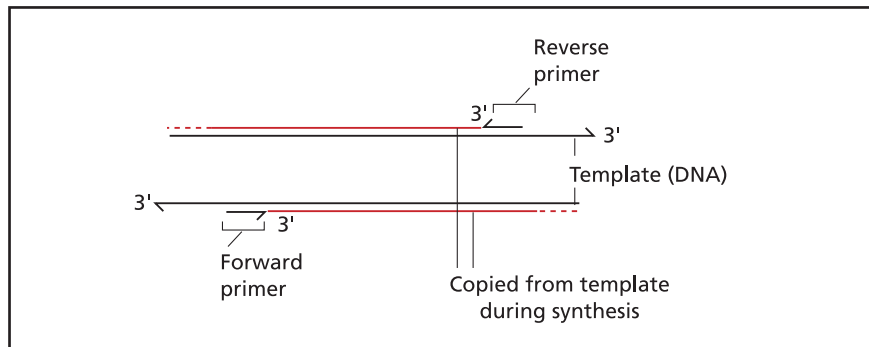 Reverse
primer
3'
3'
Template (DNA)
3'
3'
Forward
primer
Copied from template
during synthesis